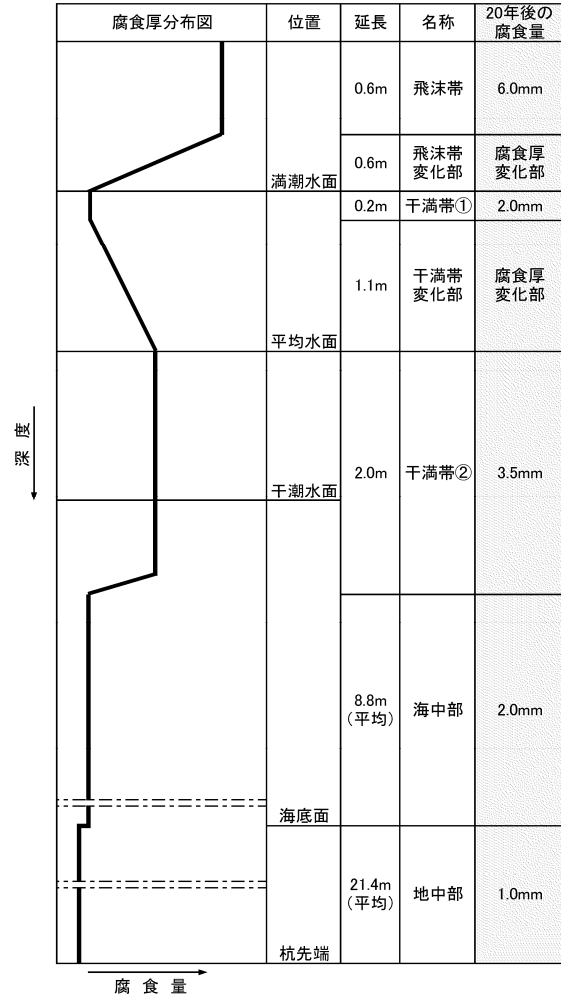 腐食厚分布図 位置 延長 名称 20年後の
腐食量
0.6m 飛沫帯 6.0mm
満潮水面 0.6m 飛沫帯
変化部 腐食厚
変化部
0.2m 干満帯① 2.0mm
平均水面 1.1m 干満帯
変化部 腐食厚
変化部
深度
干潮水面 2.0m 干満帯② 3.5mm
海底面 8.8m
(平均) 海中部 2.0mm
杭先端 21.4m
(平均) 地中部 1.0mm
腐食量